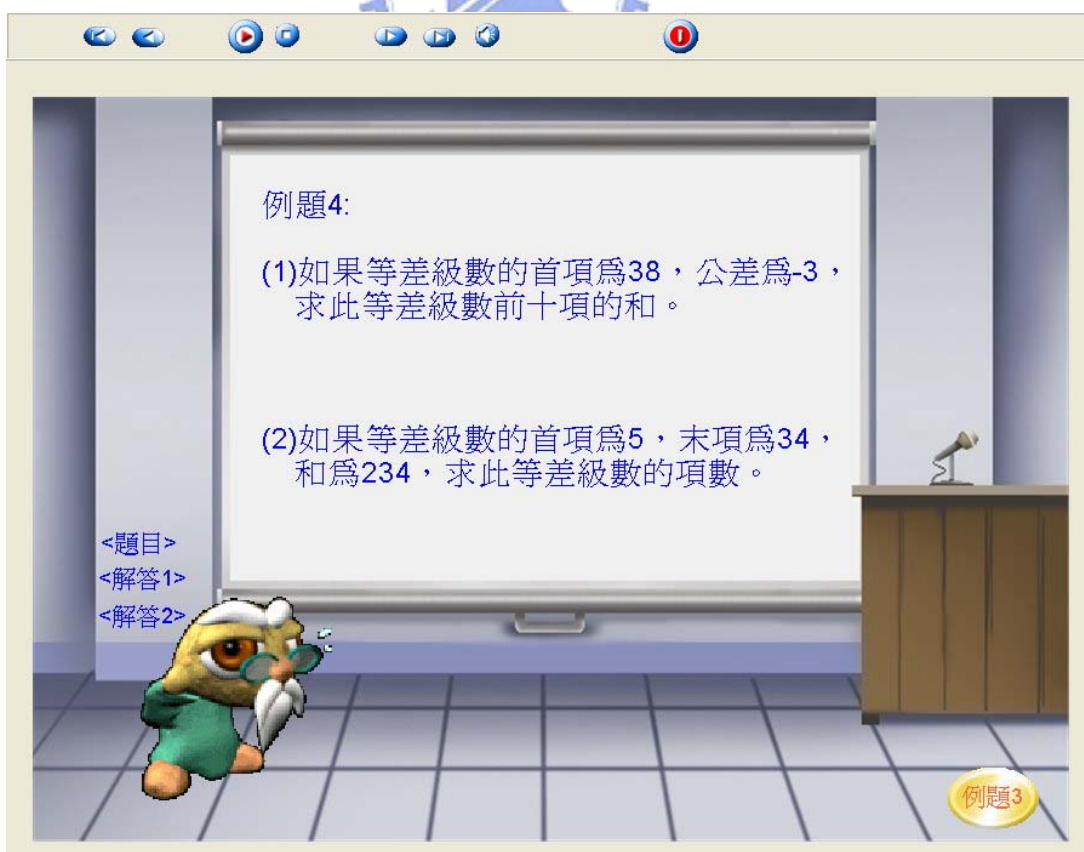 例題4:
(1)如果等差級數的首項爲38，公差爲-3，
求此等差級數前十項的和。
(2)如果等差級數的首項爲5，末項爲34，
和爲234，求此等差級數的項數。
<題目>
<解答1>
<解答2>
例題3